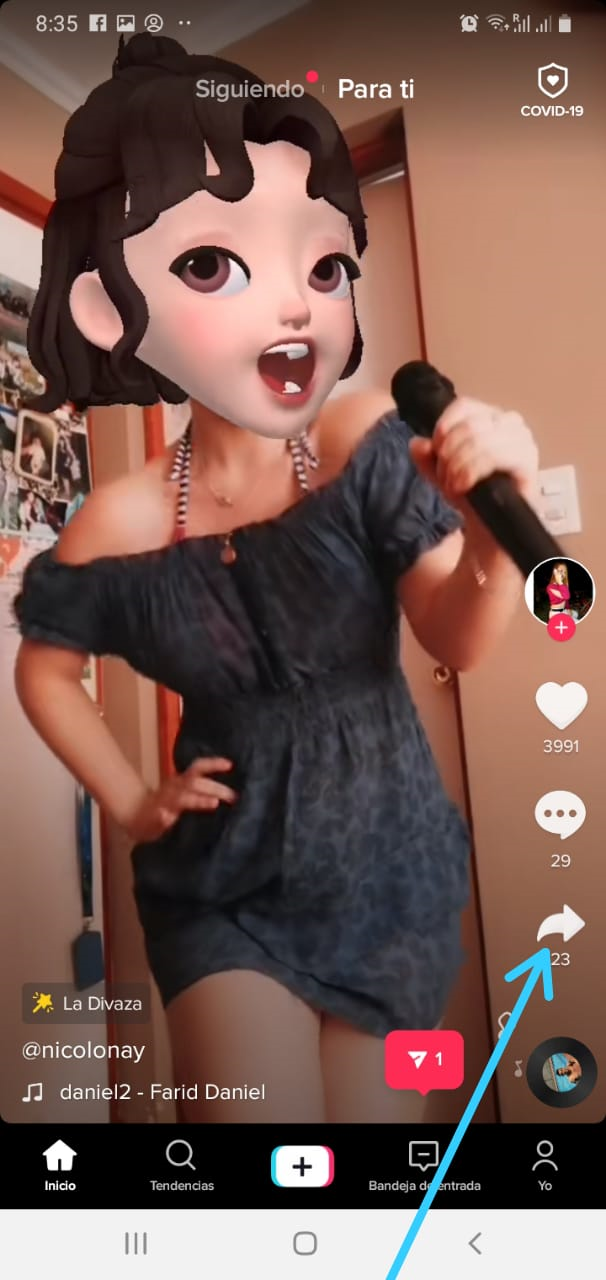 8:35
R
Siguiendo
Para ti
COVID-19
3991
29
23
La Divaza
@nicolonay
1
daniel2 - Farid Daniel
Inicio
Tendencias
Bandeja de entrada
Yo